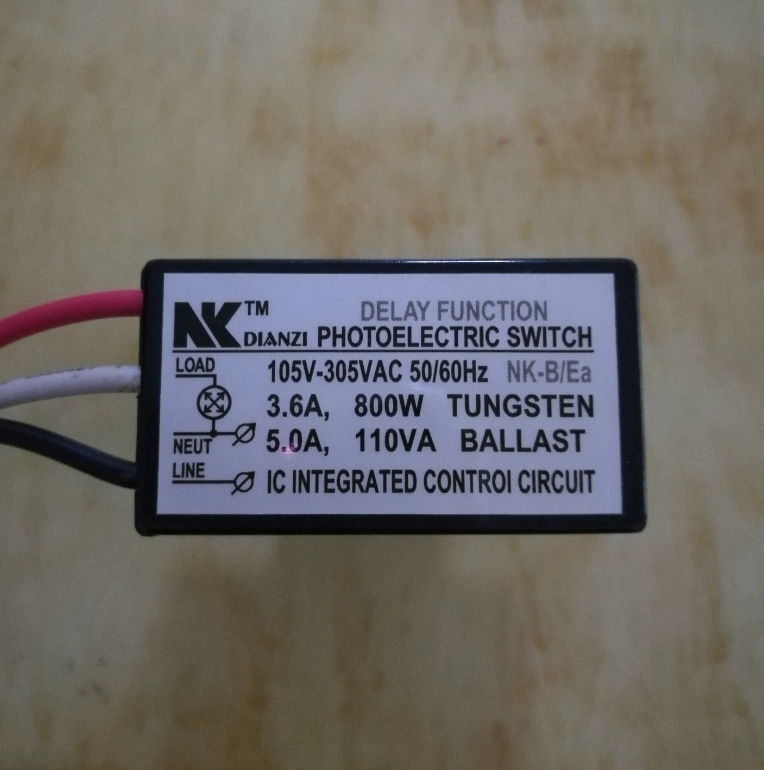 NK™ DELAY FUNCTION
DIANZI PHOTOELECTRIC SWITCH
LOAD
105V-305VAC 50/60Hz NK-B/Ea
3.6A, 800W TUNGSTEN
NEUT
5.0A, 110VA BALLAST
LINE
IC INTEGRATED CONTROI CIRCUIT